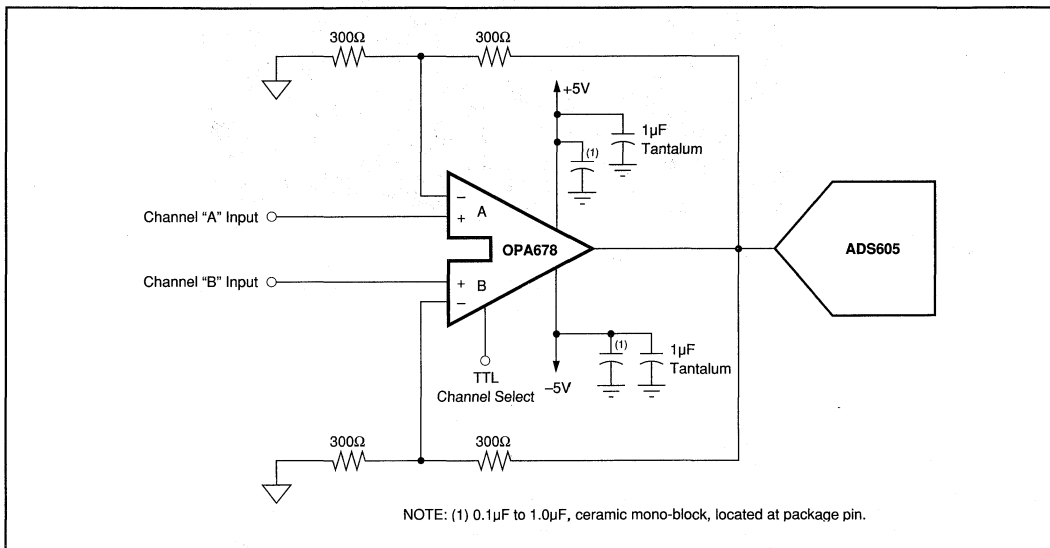 300Ω 300Ω
+5V
1µF
Tantalum
(1)
– A
+
Channel "A" Input
OPA678
ADS605
Channel "B" Input
+ B
–
(1)
1µF
Tantalum
TTL
Channel Select
–5V
300Ω 300Ω
NOTE: (1) 0.1µF to 1.0µF, ceramic mono-block, located at package pin.